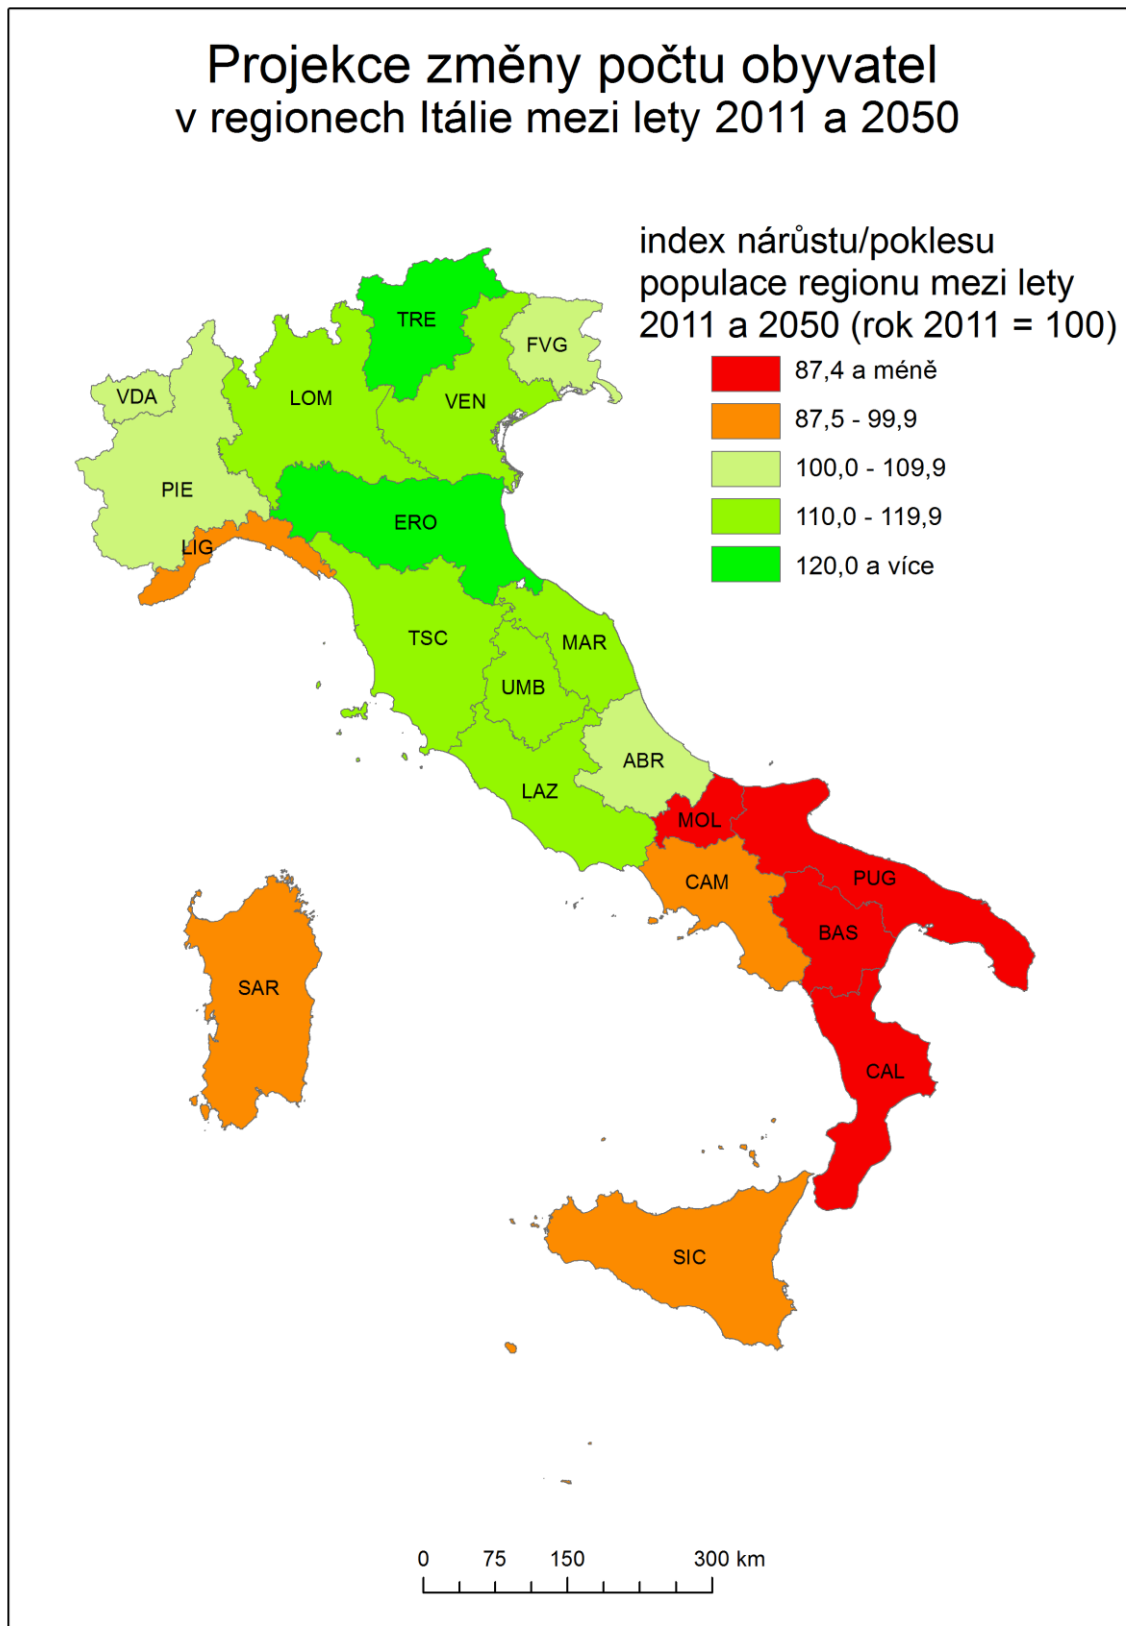 Projekce změny počtu obyvatel
v regionech Itálie mezi lety 2011 a 2050
index nárůstu/poklesu
populace regionu mezi lety
2011 a 2050 (rok 2011 = 100)
87,4 a méně
87,5 - 99,9
100,0 - 109,9
110,0 - 119,9
120,0 a více
TRE
FVG
VDA
LOM
VEN
PIE
ERO
LIG
TSC
MAR
UMB
ABR
LAZ
MOL
CAM
PUG
BAS
SAR
CAL
SIC
0 75 150 300 km